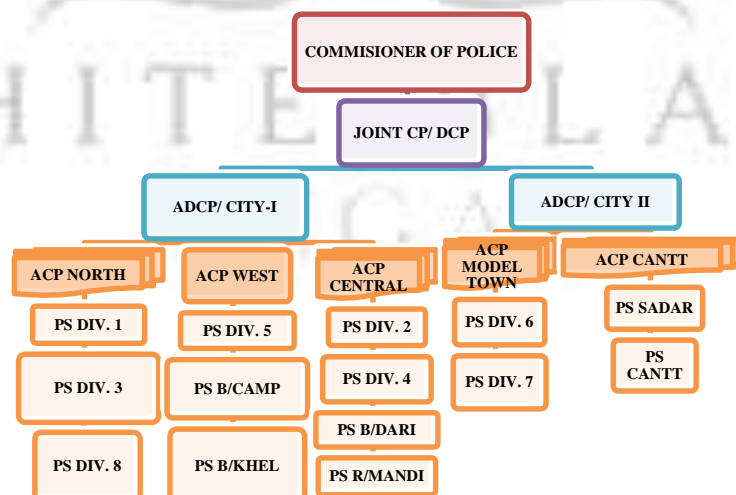 COMMISIONER OF POLICE
JOINT CP/ DCP
ADCP/ CITY-I
ADCP/ CITY II
ACP NORTH
ACP WEST
ACP
CENTRAL
ACP
MODEL
TOWN
ACP CANTT
PS DIV. 1
PS DIV. 3
PS DIV. 8
PS DIV. 5
PS B/CAMP
PS B/KHEL
PS DIV. 2
PS DIV. 4
PS B/DARI
PS R/MANDI
PS DIV. 6
PS DIV. 7
PS SADAR
PS
CANTT